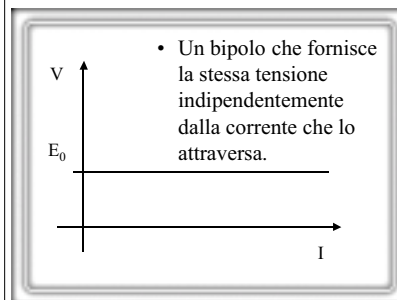 • Un bipolo che fornisce
la stessa tensione
indipendentemente
dalla corrente che lo
attraversa.
V
E₀
I